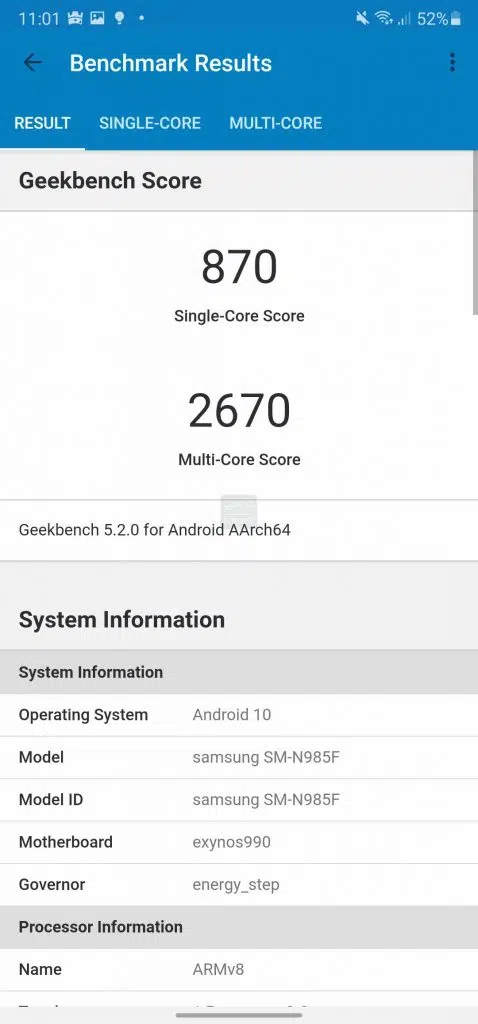 11:01 52%
Benchmark Results
RESULT SINGLE-CORE MULTI-CORE
Geekbench Score
870
Single-Core Score
2670
Multi-Core Score
Geekbench 5.2.0 for Android AArch64
System Information
System Information
Operating System Android 10
Model samsung SM-N985F
Model ID samsung SM-N985F
Motherboard exynos990
Governor energy_step
Processor Information
Name ARMv8